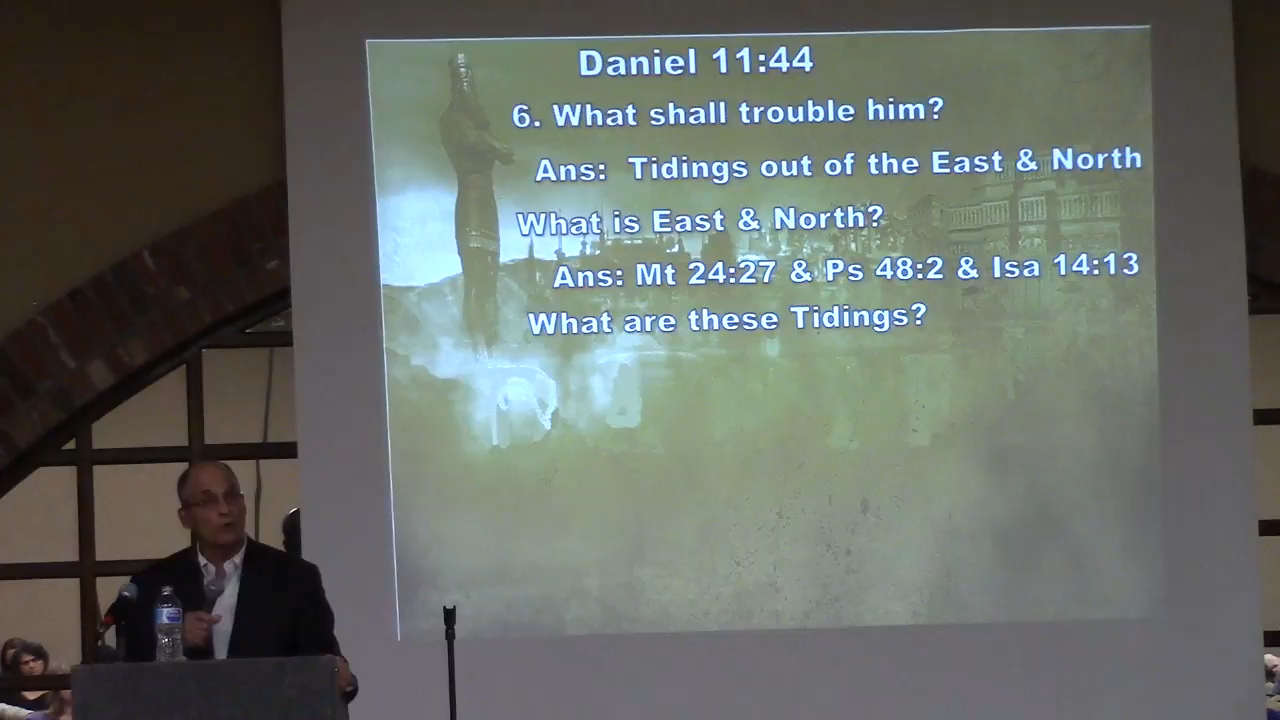 Daniel 11:44
6. What shall trouble him?
Ans: Tidings out of the East & North
What is East & North?
Ans: Mt 24:27 & Ps 48:2 & Isa 14:13
What are these Tidings?